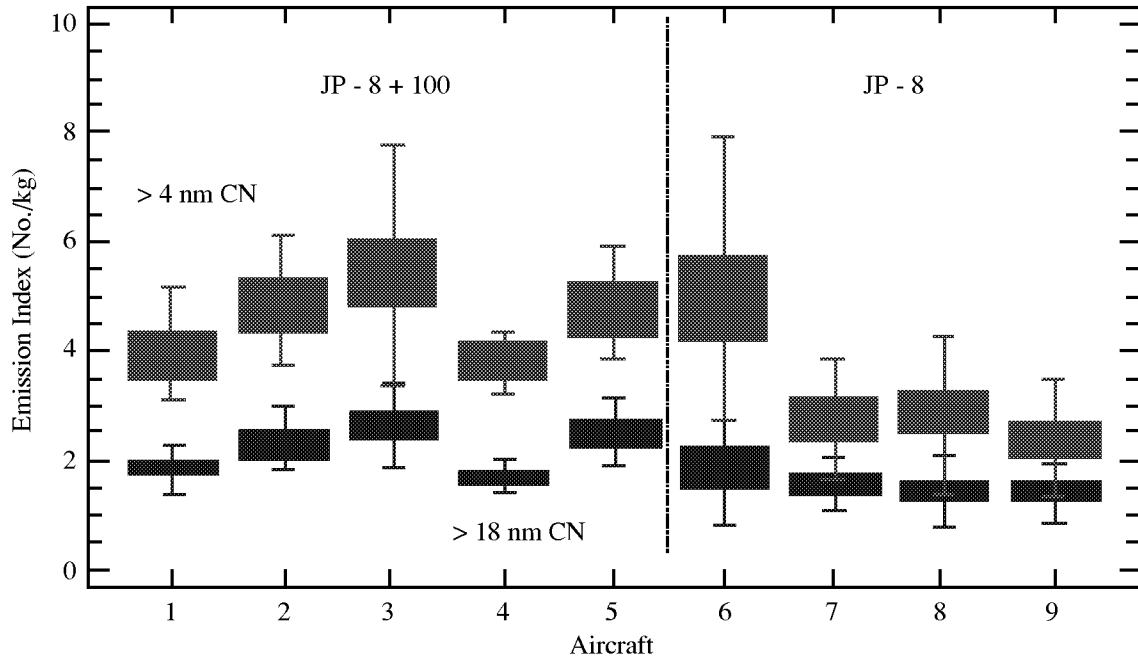 10
8
6
4
2
0
Emission Index (No./kg)
JP - 8 + 100
JP - 8
> 4 nm CN
> 18 nm CN
1 2 3 4 5 6 7 8 9
Aircraft